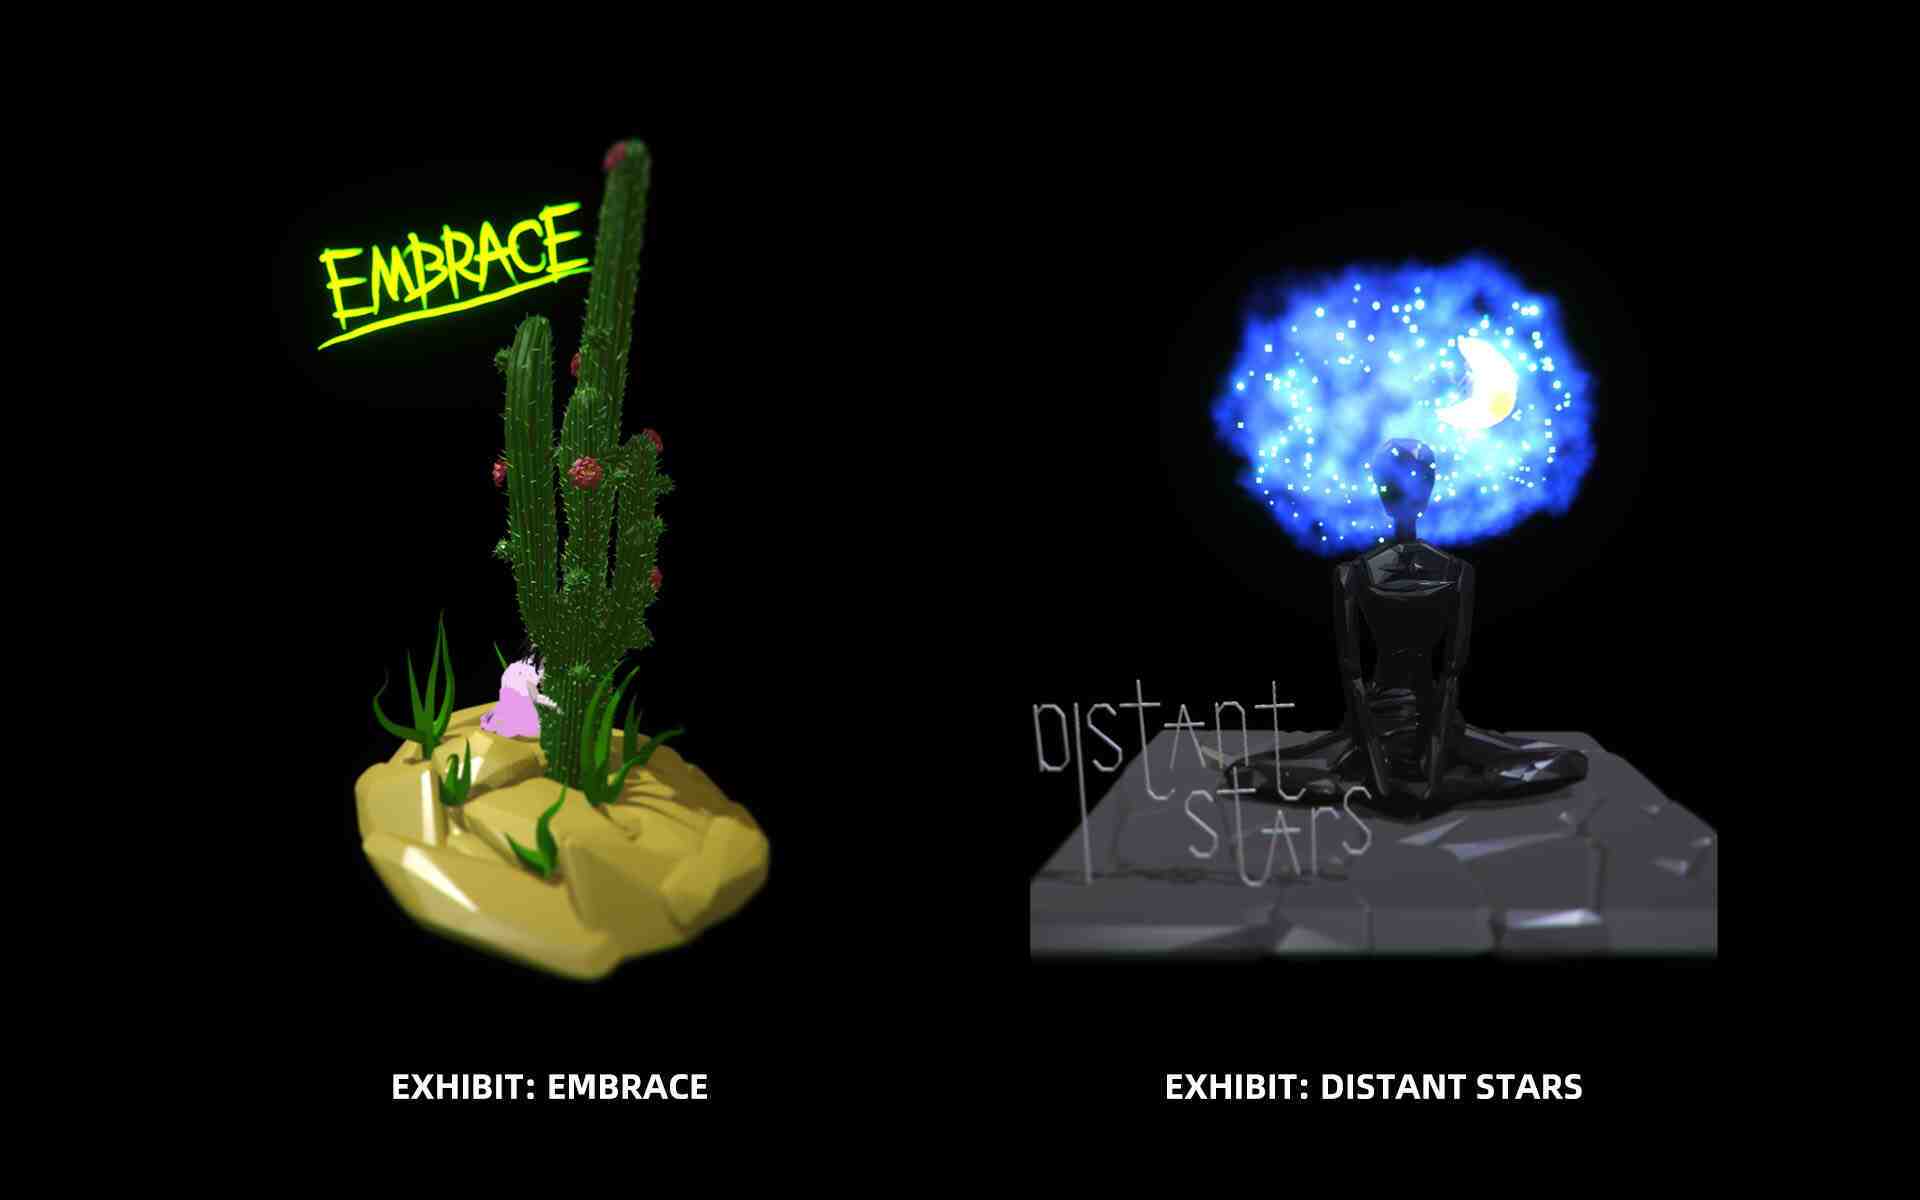 EMBRACE
DIStAnt
StArS
EXHIBIT: EMBRACE
EXHIBIT: DISTANT STARS